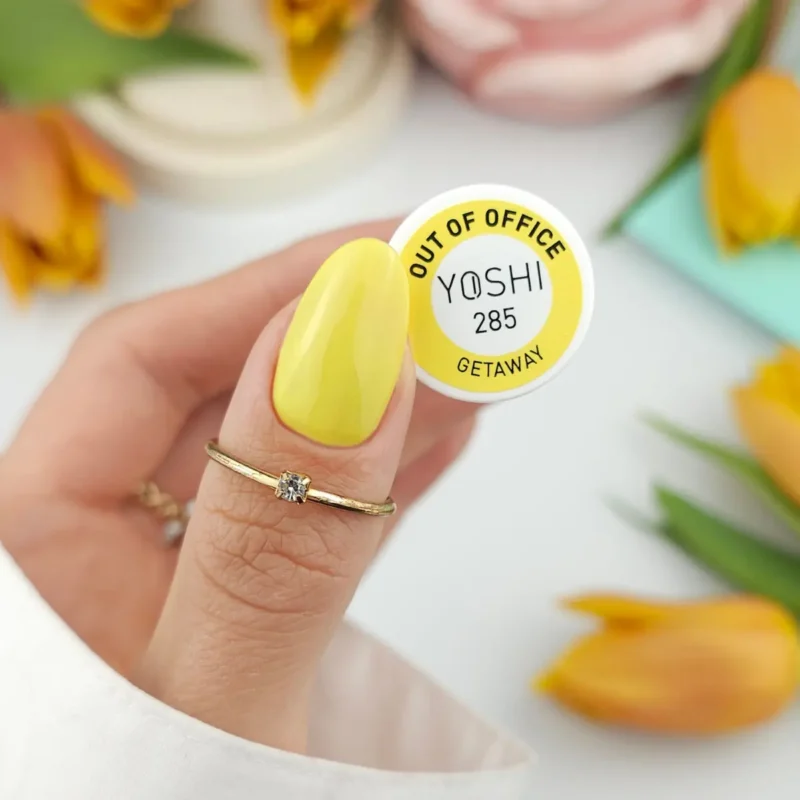 OUT OF OFFICE
YOSHI
285
GETAWAY